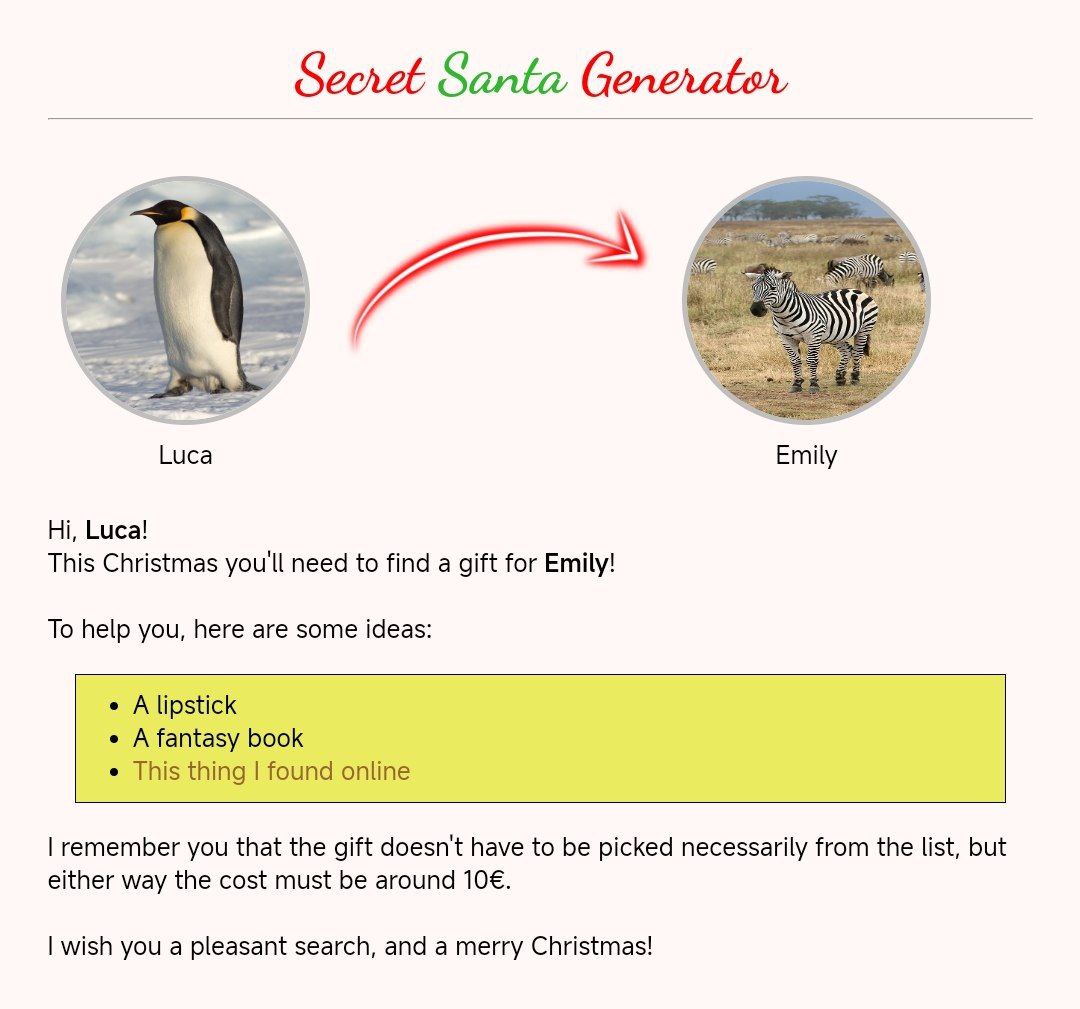 Secret Santa Generator
Luca
Emily
Hi, Luca!
This Christmas you'll need to find a gift for Emily!
To help you, here are some ideas:
• A lipstick
• A fantasy book
• This thing I found online
I remember you that the gift doesn't have to be picked necessarily from the list, but
either way the cost must be around 10€.
I wish you a pleasant search, and a merry Christmas!